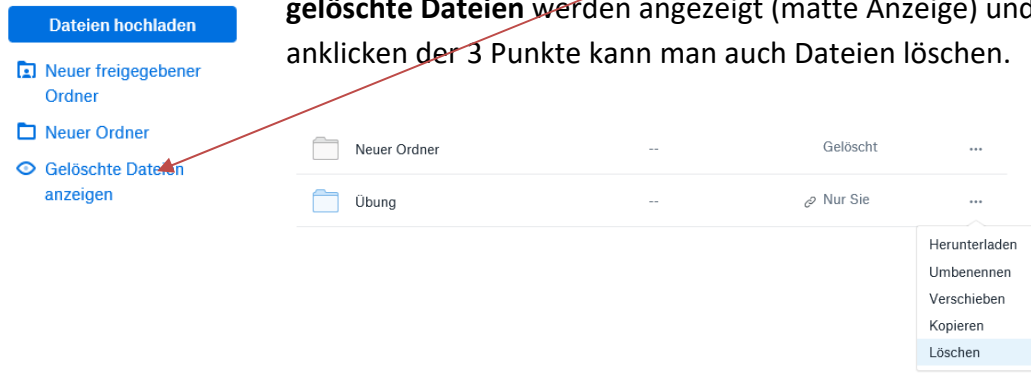 gelöschte Dateien werden angezeigt (matte Anzeige) und
anklicken der 3 Punkte kann man auch Dateien löschen.
Dateien hochladen
Neuer freigegebener
Ordner
Neuer Ordner
Gelöschte Dateien
anzeigen
Neuer Ordner -- Gelöscht ...
Übung -- Nur Sie ...
Herunterladen
Umbenennen
Verschieben
Kopieren
Löschen